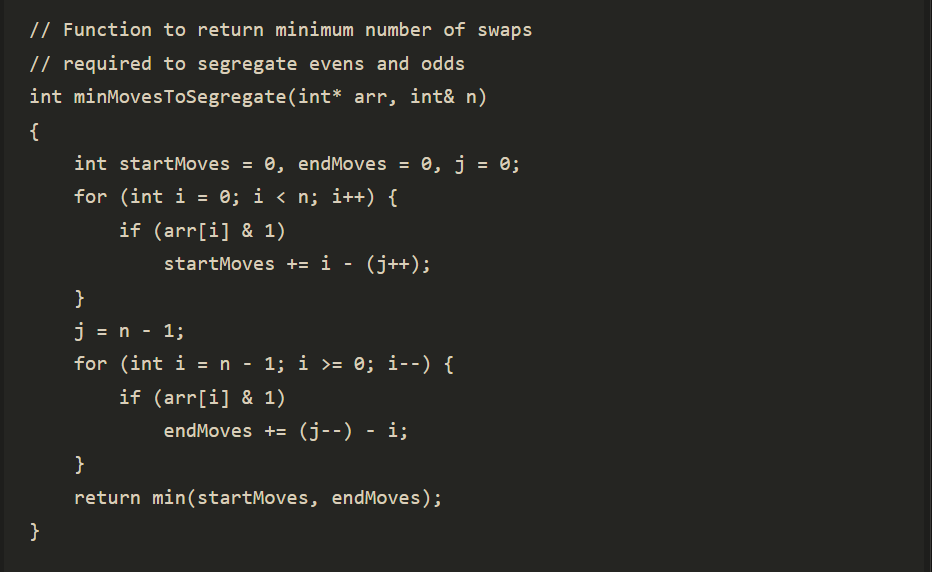 // Function to return minimum number of swaps
// required to segregate evens and odds
int minMovesToSegregate(int* arr, int& n)
{
    int startMoves = 0, endMoves = 0, j = 0;
    for (int i = 0; i < n; i++) {
        if (arr[i] & 1)
            startMoves += i - (j++);
    }
    j = n - 1;
    for (int i = n - 1; i >= 0; i--) {
        if (arr[i] & 1)
            endMoves += (j--) - i;
    }
    return min(startMoves, endMoves);
}